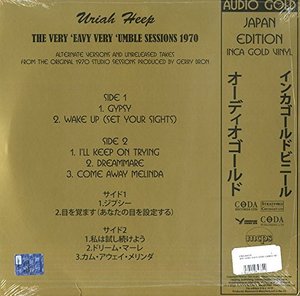 Uriah Heep
THE VERY 'EAVY VERY 'UMBLE SESSIONS 1970
ALTERNATE VERSIONS AND UNRELEASED TAKES
FROM THE ORIGINAL 1970 STUDIO SESSIONS PRODUCED BY GERRY BRON
SIDE 1
1. GYPSY
2. WAKE UP (SET YOUR SIGHTS)
SIDE 2
1. I'LL KEEP ON TRYING
2. DREAMMARE
3. COME AWAY MELINDA
サイド1
1.ジプシー
2.目を覚ます(あなたの目を設定する)
サイド2
1.私は試し続けよう
2.ドリーム・マーレ
3.カム・アウェイ・メリンダ
AUDIO GOLD
JAPAN
EDITION
INCA GOLD VINYL
インカゴールドビニール
オーディオゴールド
CODA
CODA
mcps